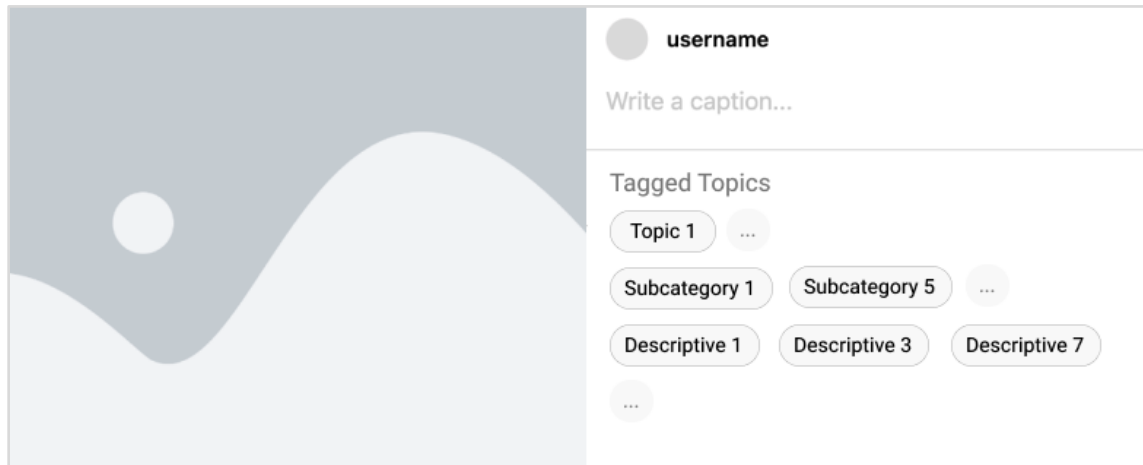 username
Write a caption...
Tagged Topics
Topic 1 ...
Subcategory 1 Subcategory 5 ...
Descriptive 1 Descriptive 3 Descriptive 7
...